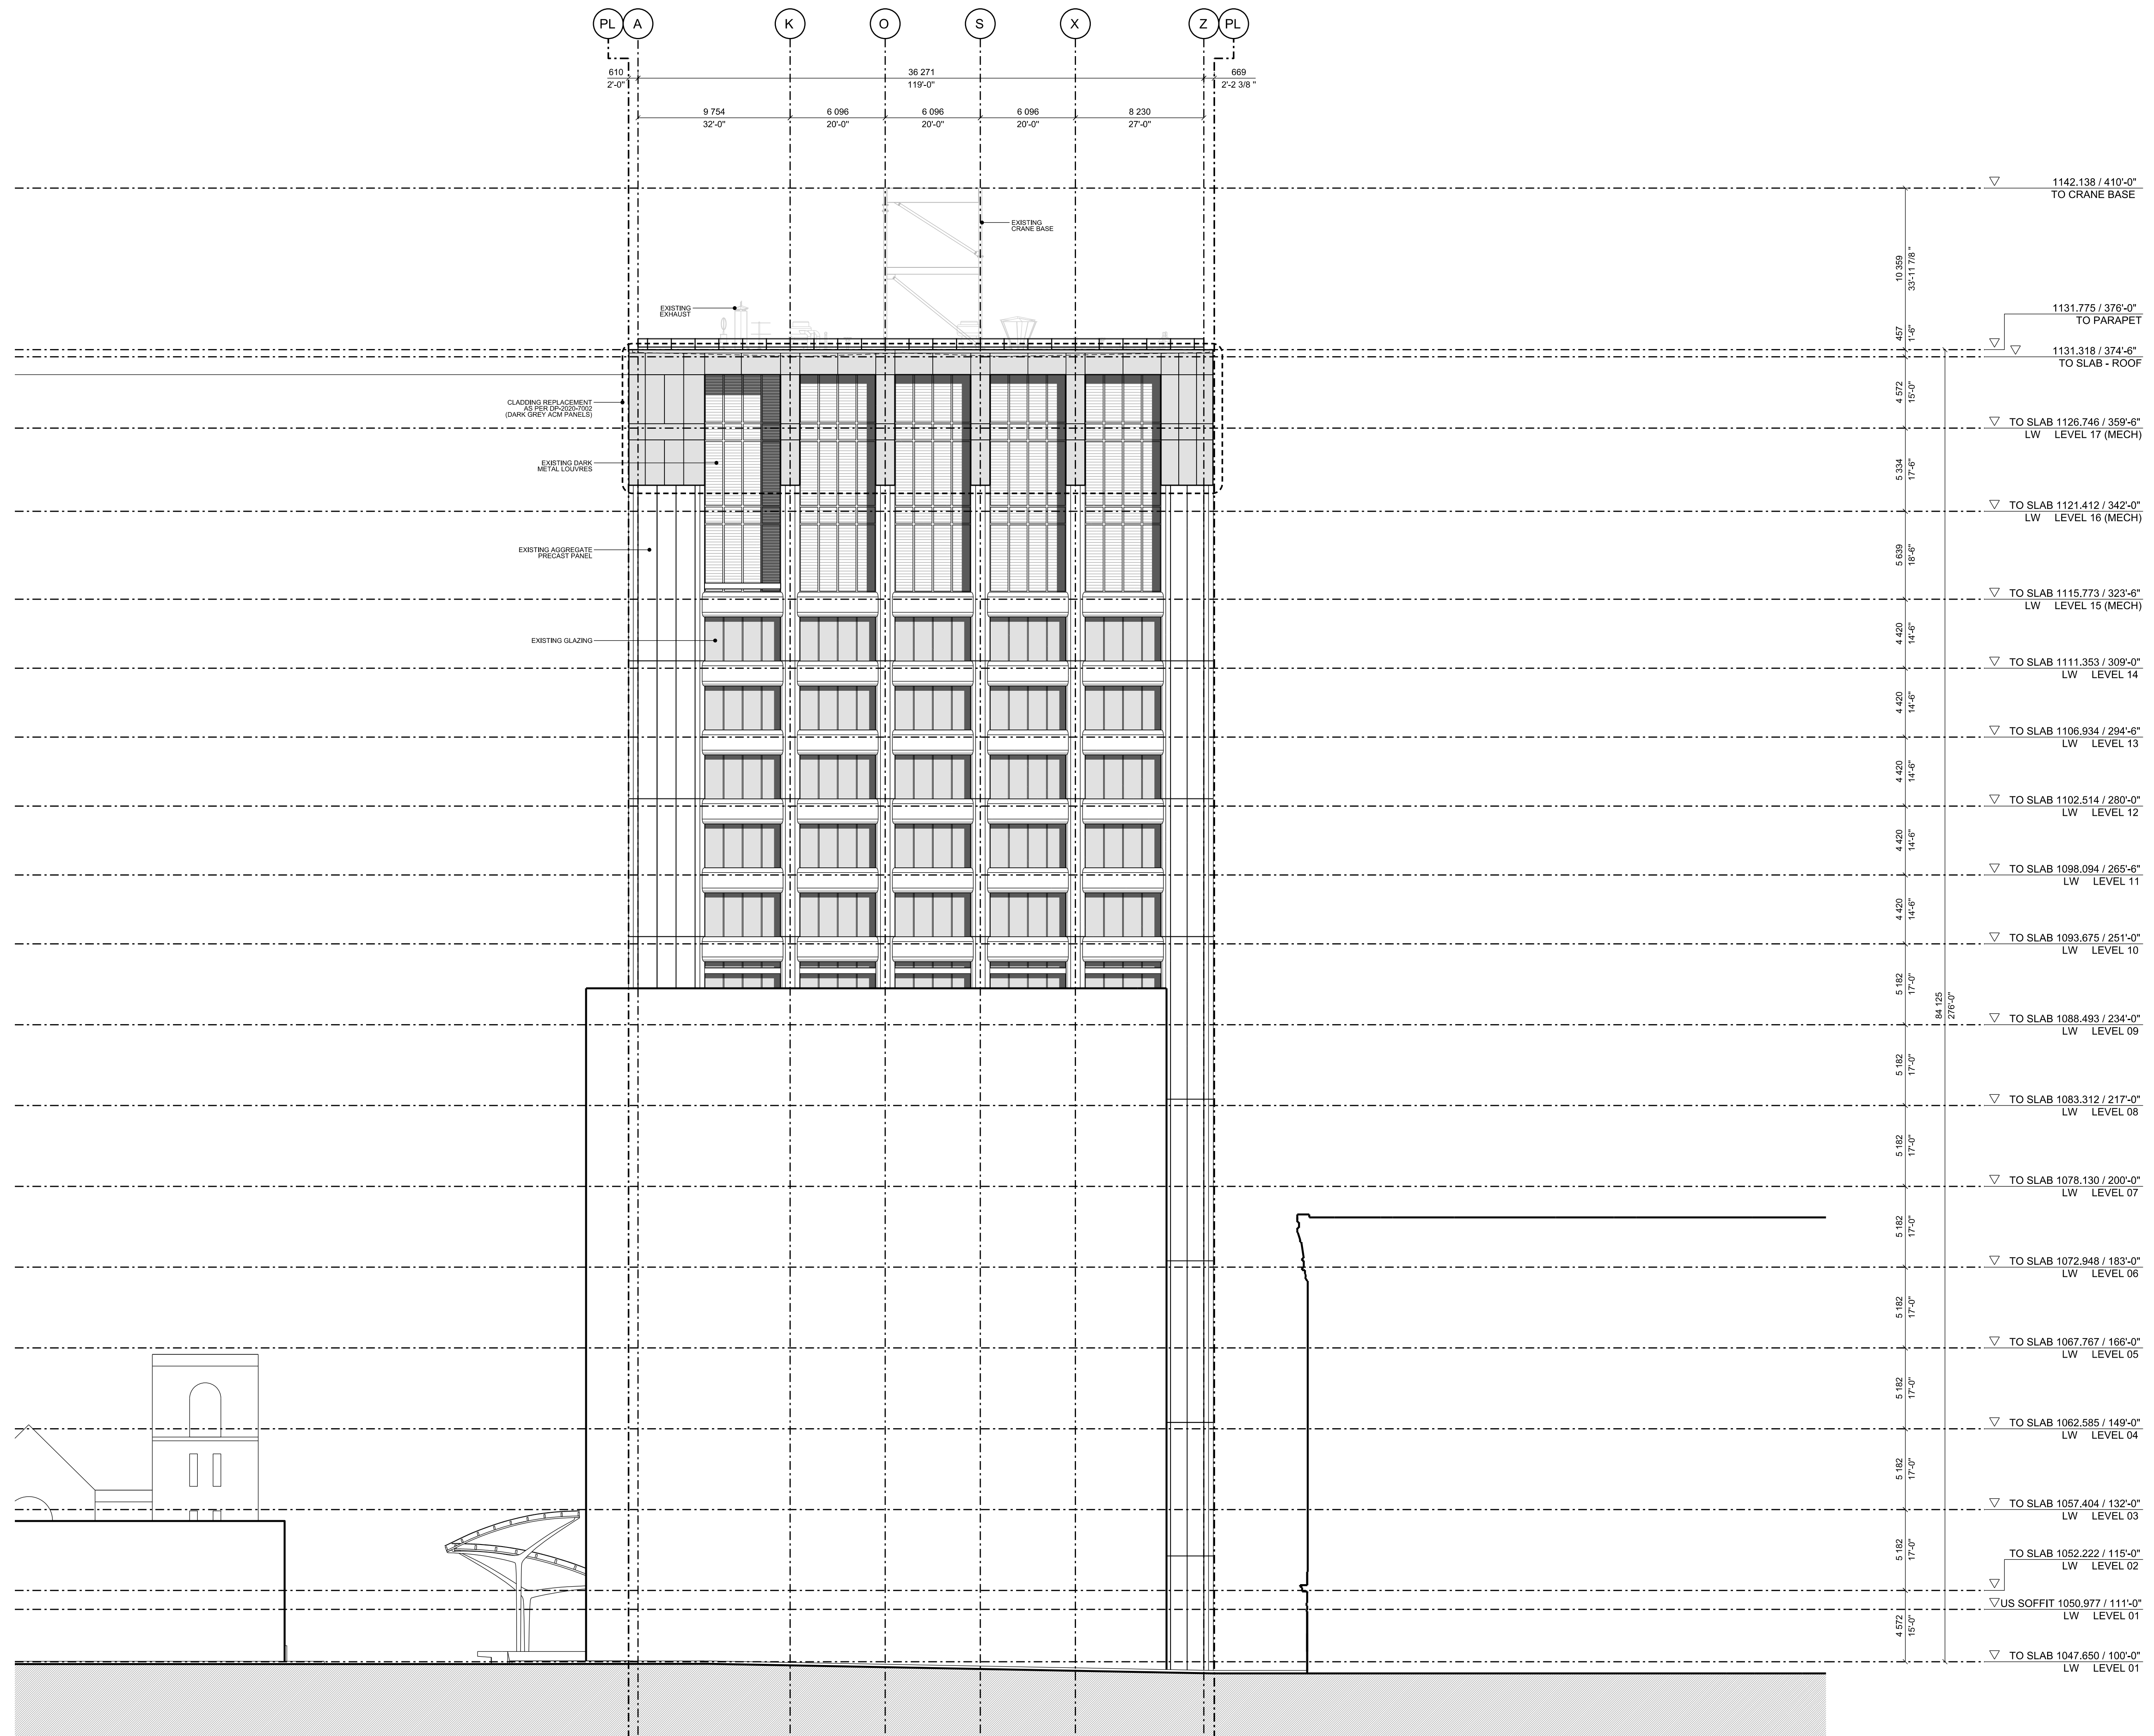 PL A K O S X Z PL
610 36 271 669
2'-0" 119'-0" 2'-2 3/8 "
9 754 6 096 6 096 6 096 8 230
32'-0" 20'-0" 20'-0" 20'-0" 27'-0"
1142.138 / 410'-0"
TO CRANE BASE
EXISTING
CRANE BASE
10 359
33'-11 7/8 "
EXISTING
EXHAUST
1131.775 / 376'-0"
TO PARAPET
457
1'-6"
1131.318 / 374'-6"
TO SLAB - ROOF
4 572
15'-0"
CLADDING REPLACEMENT
AS PER DP-2020-7002
(DARK GREY ACM PANELS)
TO SLAB 1126.746 / 359'-6"
LW LEVEL 17 (MECH)
EXISTING DARK
METAL LOUVRES
5 334
17'-6"
TO SLAB 1121.412 / 342'-0"
LW LEVEL 16 (MECH)
EXISTING AGGREGATE
PRECAST PANEL
5 639
18'-6"
TO SLAB 1115.773 / 323'-6"
LW LEVEL 15 (MECH)
EXISTING GLAZING
4 420
14'-6"
TO SLAB 1111.353 / 309'-0"
LW LEVEL 14
4 420
14'-6"
TO SLAB 1106.934 / 294'-6"
LW LEVEL 13
4 420
14'-6"
TO SLAB 1102.514 / 280'-0"
LW LEVEL 12
4 420
14'-6"
TO SLAB 1098.094 / 265'-6"
LW LEVEL 11
4 420
14'-6"
TO SLAB 1093.675 / 251'-0"
LW LEVEL 10
5 182
17'-0"
84 125
276'-0"
TO SLAB 1088.493 / 234'-0"
LW LEVEL 09
5 182
17'-0"
TO SLAB 1083.312 / 217'-0"
LW LEVEL 08
5 182
17'-0"
TO SLAB 1078.130 / 200'-0"
LW LEVEL 07
5 182
17'-0"
TO SLAB 1072.948 / 183'-0"
LW LEVEL 06
5 182
17'-0"
TO SLAB 1067.767 / 166'-0"
LW LEVEL 05
5 182
17'-0"
TO SLAB 1062.585 / 149'-0"
LW LEVEL 04
5 182
17'-0"
TO SLAB 1057.404 / 132'-0"
LW LEVEL 03
5 182
17'-0"
TO SLAB 1052.222 / 115'-0"
LW LEVEL 02
US SOFFIT 1050.977 / 111'-0"
LW LEVEL 01
4 572
15'-0"
TO SLAB 1047.650 / 100'-0"
LW LEVEL 01